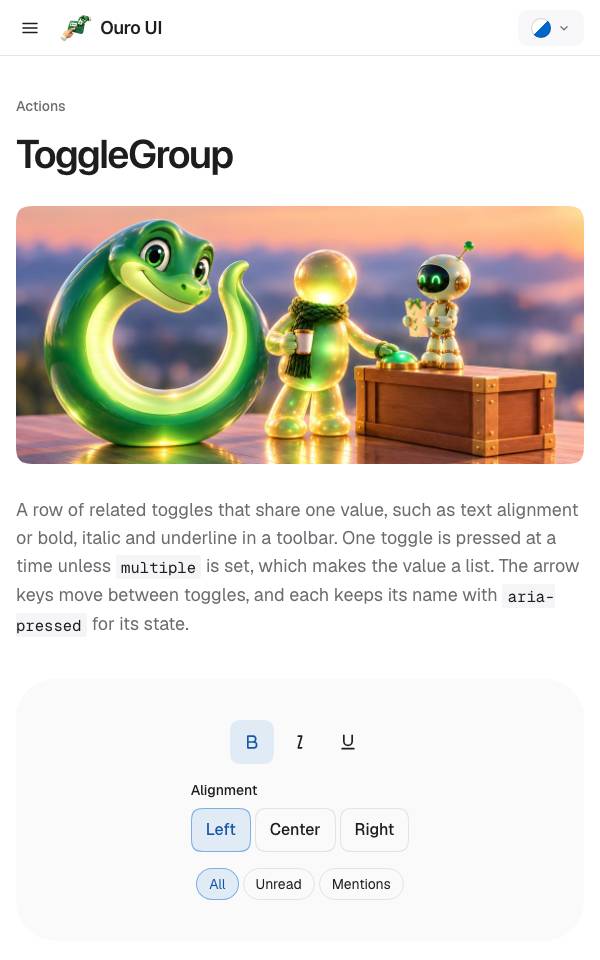 Ouro UI
Actions
ToggleGroup
A row of related toggles that share one value, such as text alignment
or bold, italic and underline in a toolbar. One toggle is pressed at a
time unless multiple is set, which makes the value a list. The arrow
keys move between toggles, and each keeps its name with aria-
pressed for its state.
B I U
Alignment
Left Center Right
All Unread Mentions